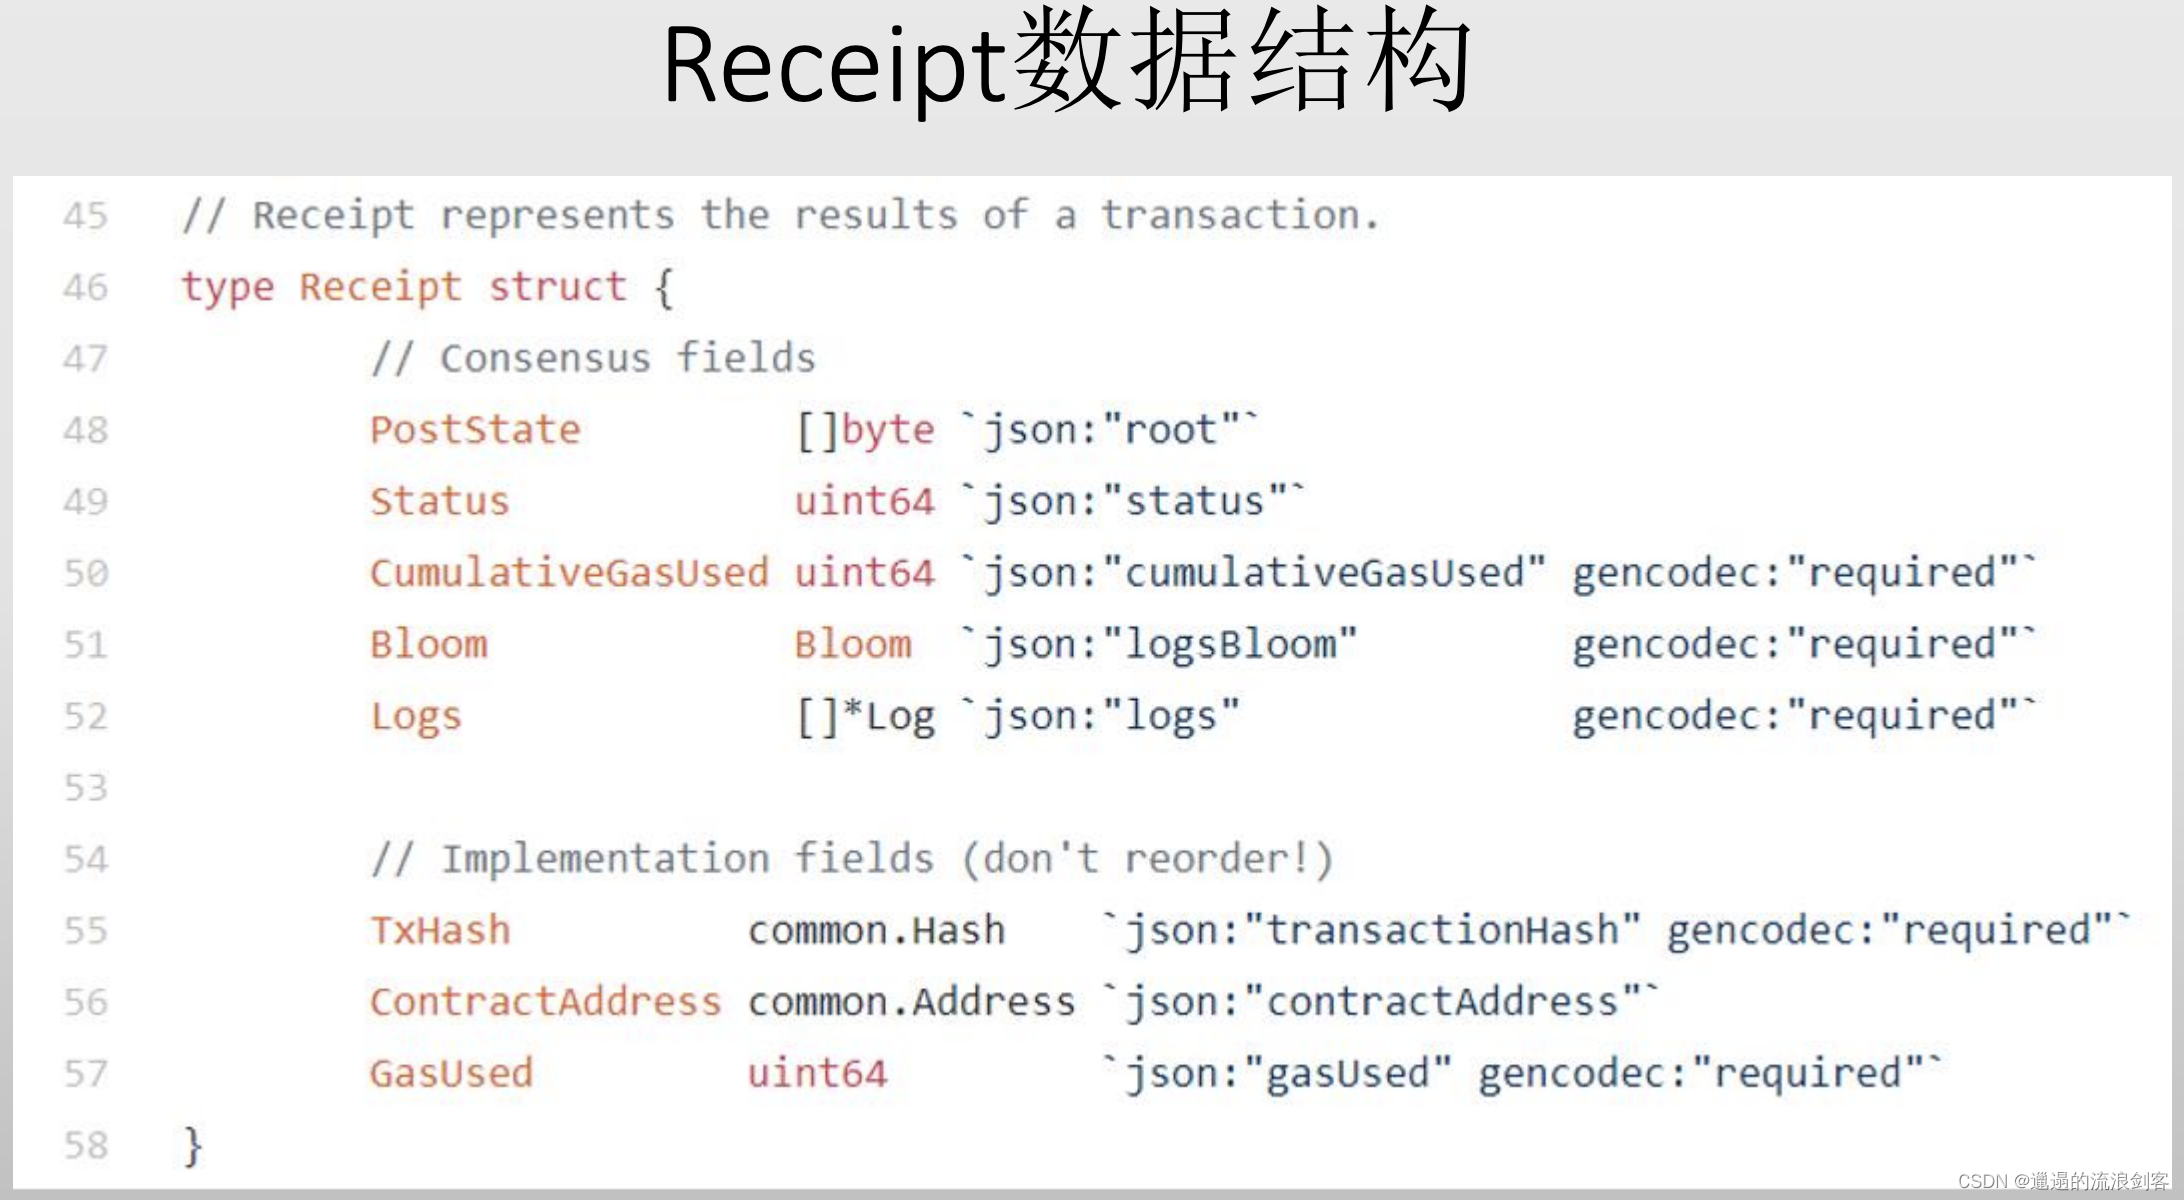 Receipt数据结构
45 // Receipt represents the results of a transaction.
46 type Receipt struct {
47 // Consensus fields
48 PostState []byte `json:"root"`
49 Status uint64 `json:"status"`
50 CumulativeGasUsed uint64 `json:"cumulativeGasUsed" gencodec:"required"`
51 Bloom Bloom `json:"logsBloom" gencodec:"required"`
52 Logs []*Log `json:"logs" gencodec:"required"`
53
54 // Implementation fields (don't reorder!)
55 TxHash common.Hash `json:"transactionHash" gencodec:"required"`
56 ContractAddress common.Address `json:"contractAddress"`
57 GasUsed uint64 `json:"gasUsed" gencodec:"required"`
58 }
CSDN @邋遢的流浪剑客